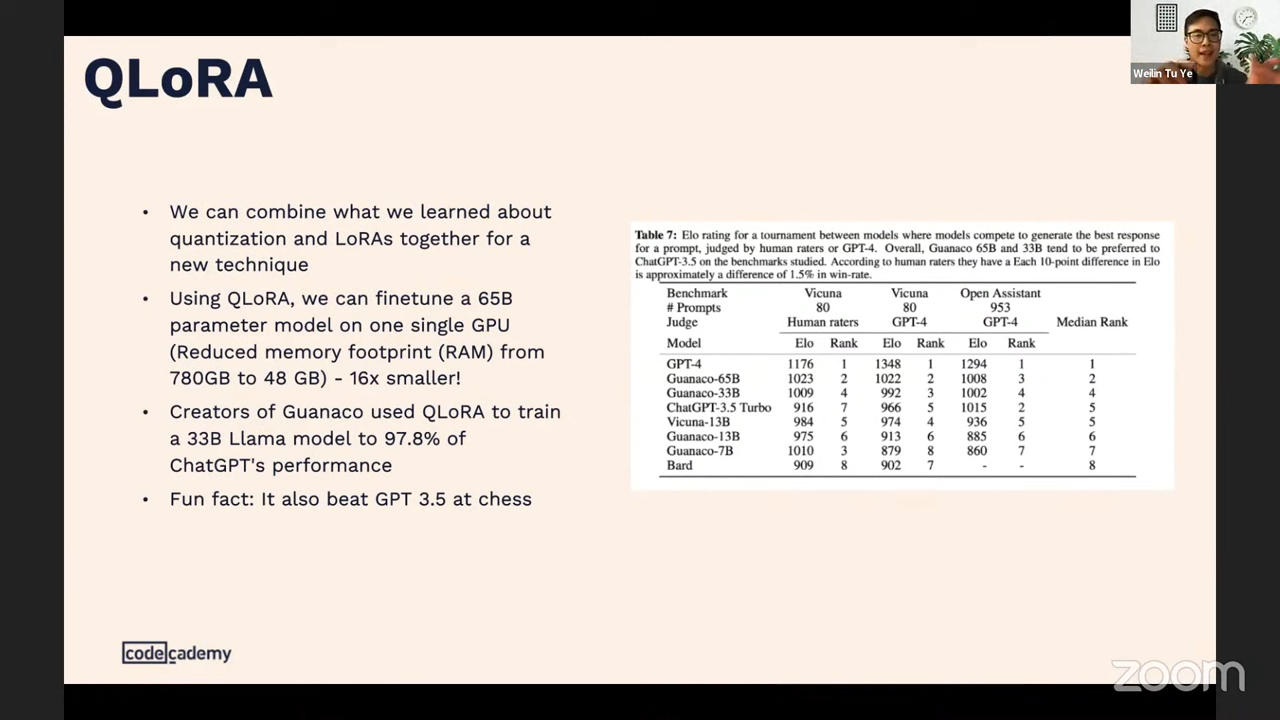 QLoRA
Weilin Tu Ye
• We can combine what we learned about
quantization and LoRAs together for a
new technique
• Using QLoRA, we can finetune a 65B
parameter model on one single GPU
(Reduced memory footprint (RAM) from
780GB to 48 GB) - 16x smaller!
• Creators of Guanaco used QLoRA to train
a 33B Llama model to 97.8% of
ChatGPT's performance
• Fun fact: It also beat GPT 3.5 at chess
Table 7: Elo rating for a tournament between models where models compete to generate the best response
for a prompt, judged by human raters or GPT-4. Overall, Guanaco 65B and 33B tend to be preferred to
ChatGPT-3.5 on the benchmarks studied. According to human raters they have a Each 10-point difference in Elo
is approximately a difference of 1.5% in win-rate.
Benchmark Vicuna Vicuna Open Assistant
# Prompts 80 80 953
Judge Human raters GPT-4 GPT-4 Median Rank
Model Elo Rank Elo Rank Elo Rank
GPT-4 1176 1 1348 1 1294 1 1
Guanaco-65B 1023 2 1022 2 1008 3 2
Guanaco-33B 1009 4 992 3 1002 4 4
ChatGPT-3.5 Turbo 916 7 966 5 1015 2 5
Vicuna-13B 984 5 974 4 936 5 5
Guanaco-13B 975 6 913 6 885 6 6
Guanaco-7B 1010 3 879 8 860 7 7
Bard 909 8 902 7 - - 8
codecademy
zoom